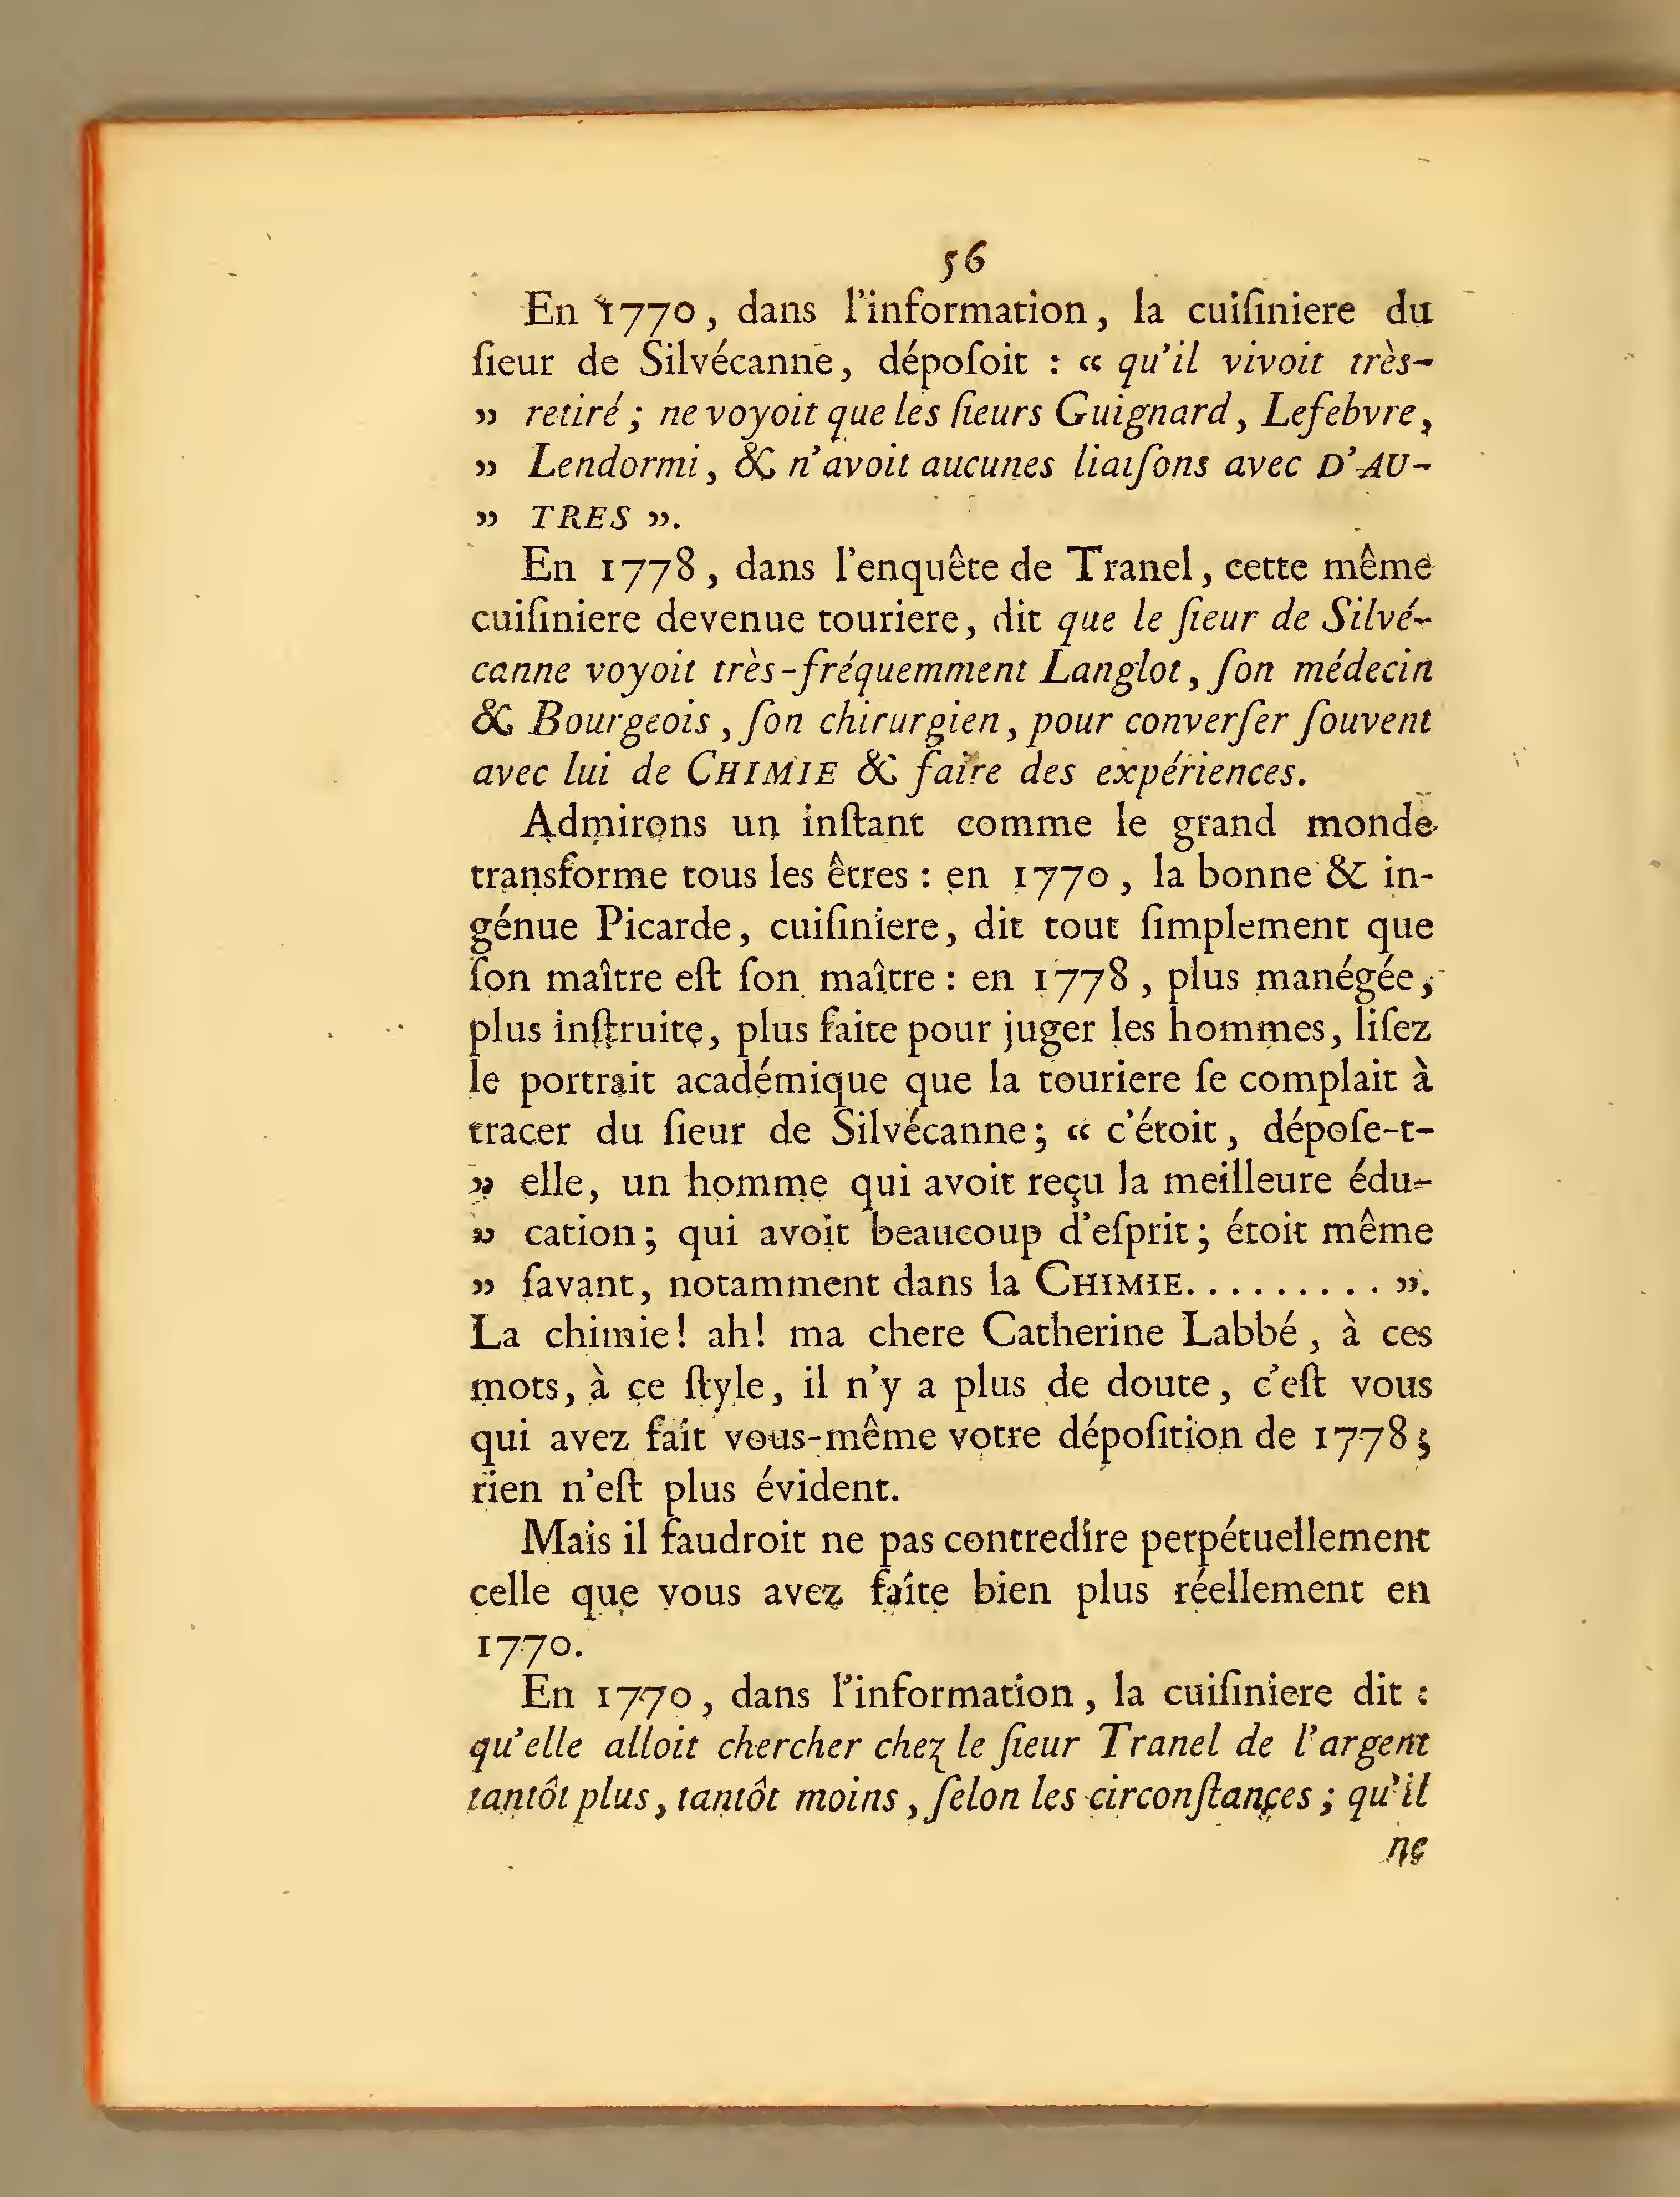 56
En 1770, dans l'information, la cuiſiniere du
ſieur de Silvécanne, dépoſoit : « qu'il vivoit très-
» retiré ; ne voyoit que les ſieurs Guignard, Lefebvre,
» Lendormi, & n'avoit aucunes liaiſons avec D'AU-
» TRES ».
En 1778, dans l'enquête de Tranel, cette même
cuiſiniere devenue touriere, dit que le ſieur de Silvé-
canne voyoit très-fréquemment Langlot, ſon médecin
& Bourgeois, ſon chirurgien, pour converſer ſouvent
avec lui de CHIMIE & faire des expériences.
Admirons un inſtant comme le grand monde
transforme tous les êtres : en 1770, la bonne & in-
génue Picarde, cuiſiniere, dit tout ſimplement que
ſon maître eſt ſon maître : en 1778, plus manégée,
plus inſtruite, plus faite pour juger les hommes, liſez
le portrait académique que la touriere ſe complait à
tracer du ſieur de Silvécanne ; « c'étoit, dépoſe-t-
» elle, un homme qui avoit reçu la meilleure édu-
» cation ; qui avoit beaucoup d'eſprit ; étoit même
» ſavant, notamment dans la CHIMIE......... ».
La chimie ! ah ! ma chere Catherine Labbé, à ces
mots, à ce ſtyle, il n'y a plus de doute, c'eſt vous
qui avez fait vous-même votre dépoſition de 1778 ;
rien n'eſt plus évident.
Mais il faudroit ne pas contredire perpétuellement
celle que vous avez faite bien plus réellement en
1770.
En 1770, dans l'information, la cuiſiniere dit :
qu'elle alloit chercher chez le ſieur Tranel de l'argent
tantôt plus, tantôt moins, ſelon les circonſtances ; qu'il
ne